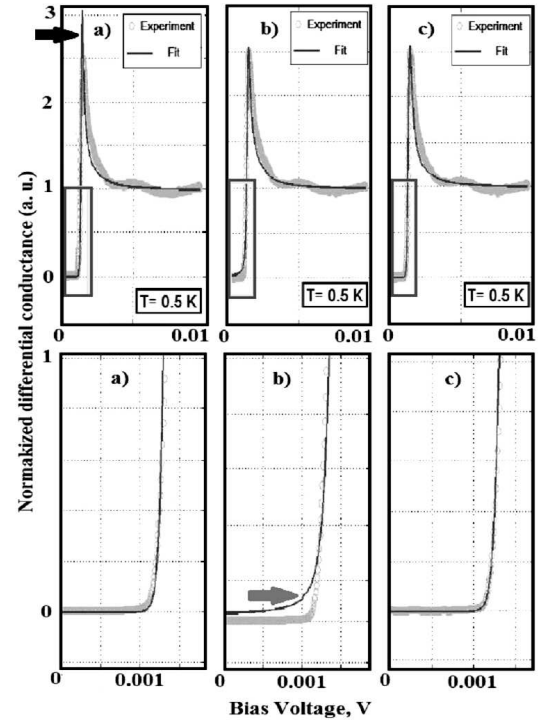 Normakized differential conductance (a. u.)
3
2
1
0
a)
Experiment
Fit
T= 0.5 K
0
0.01
b)
Experiment
Fit
T= 0.5 K
0
0.01
c)
Experiment
Fit
T= 0.5 K
0
0.01
1
0
a)
0
0.001
b)
0
0.001
c)
0
0.001
Bias Voltage, V